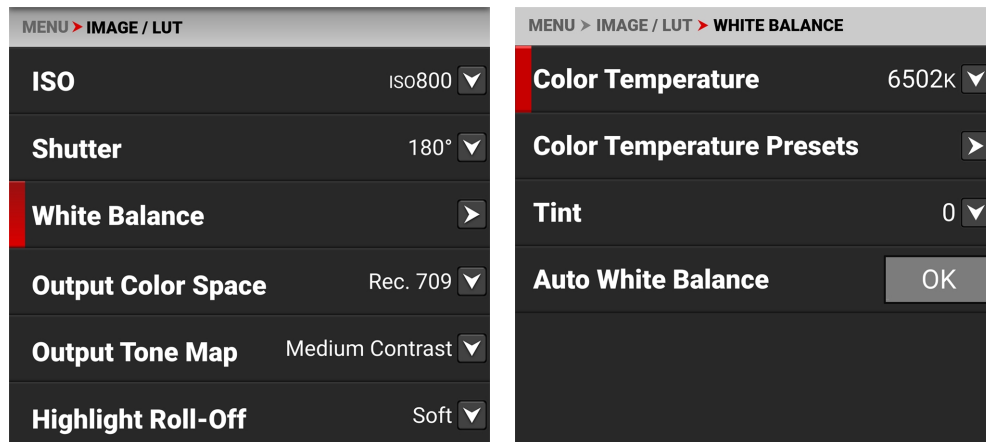 MENU > IMAGE / LUT
ISO ISO800
Shutter 180°
White Balance
Output Color Space Rec. 709
Output Tone Map Medium Contrast
Highlight Roll-Off Soft
MENU > IMAGE / LUT > WHITE BALANCE
Color Temperature 6502K
Color Temperature Presets
Tint 0
Auto White Balance OK